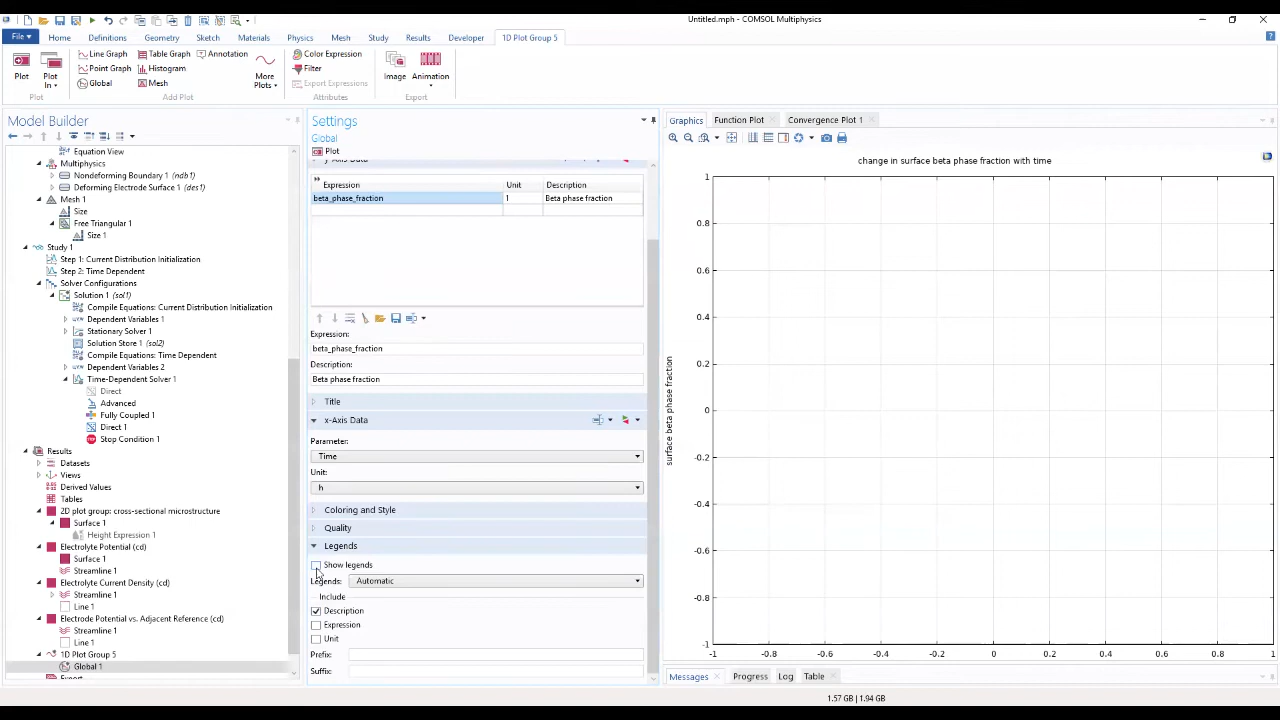 Untitled.mph - COMSOL Multiphysics
File
Home
Definitions
Geometry
Sketch
Materials
Physics
Mesh
Study
Results
Developer
1D Plot Group 5
Plot
Plot
In
Line Graph
Point Graph
Global
Table Graph
Histogram
Mesh
Annotation
More
Plots
Color Expression
Filter
Export Expressions
Image
Animation
Plot
Add Plot
Attributes
Export
Model Builder
Equation View
Multiphysics
Nondeforming Boundary 1 (ndb1)
Deforming Electrode Surface 1 (des1)
Mesh 1
Size
Free Triangular 1
Size 1
Study 1
Step 1: Current Distribution Initialization
Step 2: Time Dependent
Solver Configurations
Solution 1 (sol1)
Compile Equations: Current Distribution Initialization
Dependent Variables 1
Stationary Solver 1
Solution Store 1 (sol2)
Compile Equations: Time Dependent
Dependent Variables 2
Time-Dependent Solver 1
Direct
Advanced
Fully Coupled 1
Direct 1
Stop Condition 1
Results
Datasets
Views
Derived Values
Tables
2D plot group: cross-sectional microstructure
Surface 1
Height Expression 1
Electrolyte Potential (cd)
Surface 1
Streamline 1
Electrolyte Current Density (cd)
Streamline 1
Line 1
Electrode Potential vs. Adjacent Reference (cd)
Streamline 1
Line 1
1D Plot Group 5
Global 1
Export
Settings
Global
Plot
y-Axis Data
Expression Unit Description
beta_phase_fraction 1 Beta phase fraction
Expression:
beta_phase_fraction
Description:
Beta phase fraction
Title
x-Axis Data
Parameter:
Time
Unit:
h
Coloring and Style
Quality
Legends
Show legends
Legends: Automatic
Include
Description
Expression
Unit
Prefix:
Suffix:
Graphics
Function Plot
Convergence Plot 1
change in surface beta phase fraction with time
surface beta phase fraction
1
0.8
0.6
0.4
0.2
0
-0.2
-0.4
-0.6
-0.8
-1
-1 -0.8 -0.6 -0.4 -0.2 0 0.2 0.4 0.6 0.8 1
Messages
Progress
Log
Table
1.57 GB | 1.94 GB